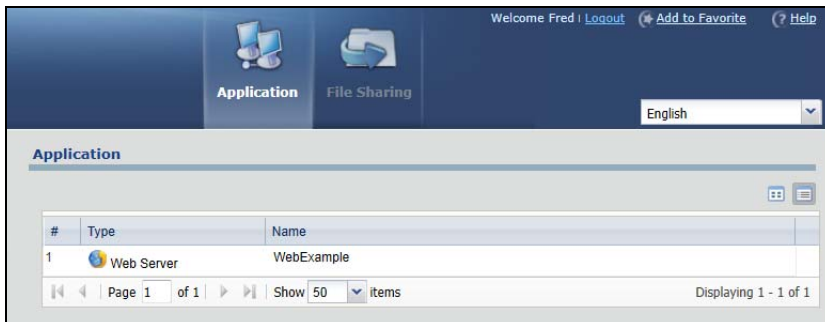 Welcome Fred | Logout Add to Favorite ? Help
Application File Sharing
English
Application
# Type Name
1 Web Server WebExample
Page 1 of 1 Show 50 items Displaying 1 - 1 of 1